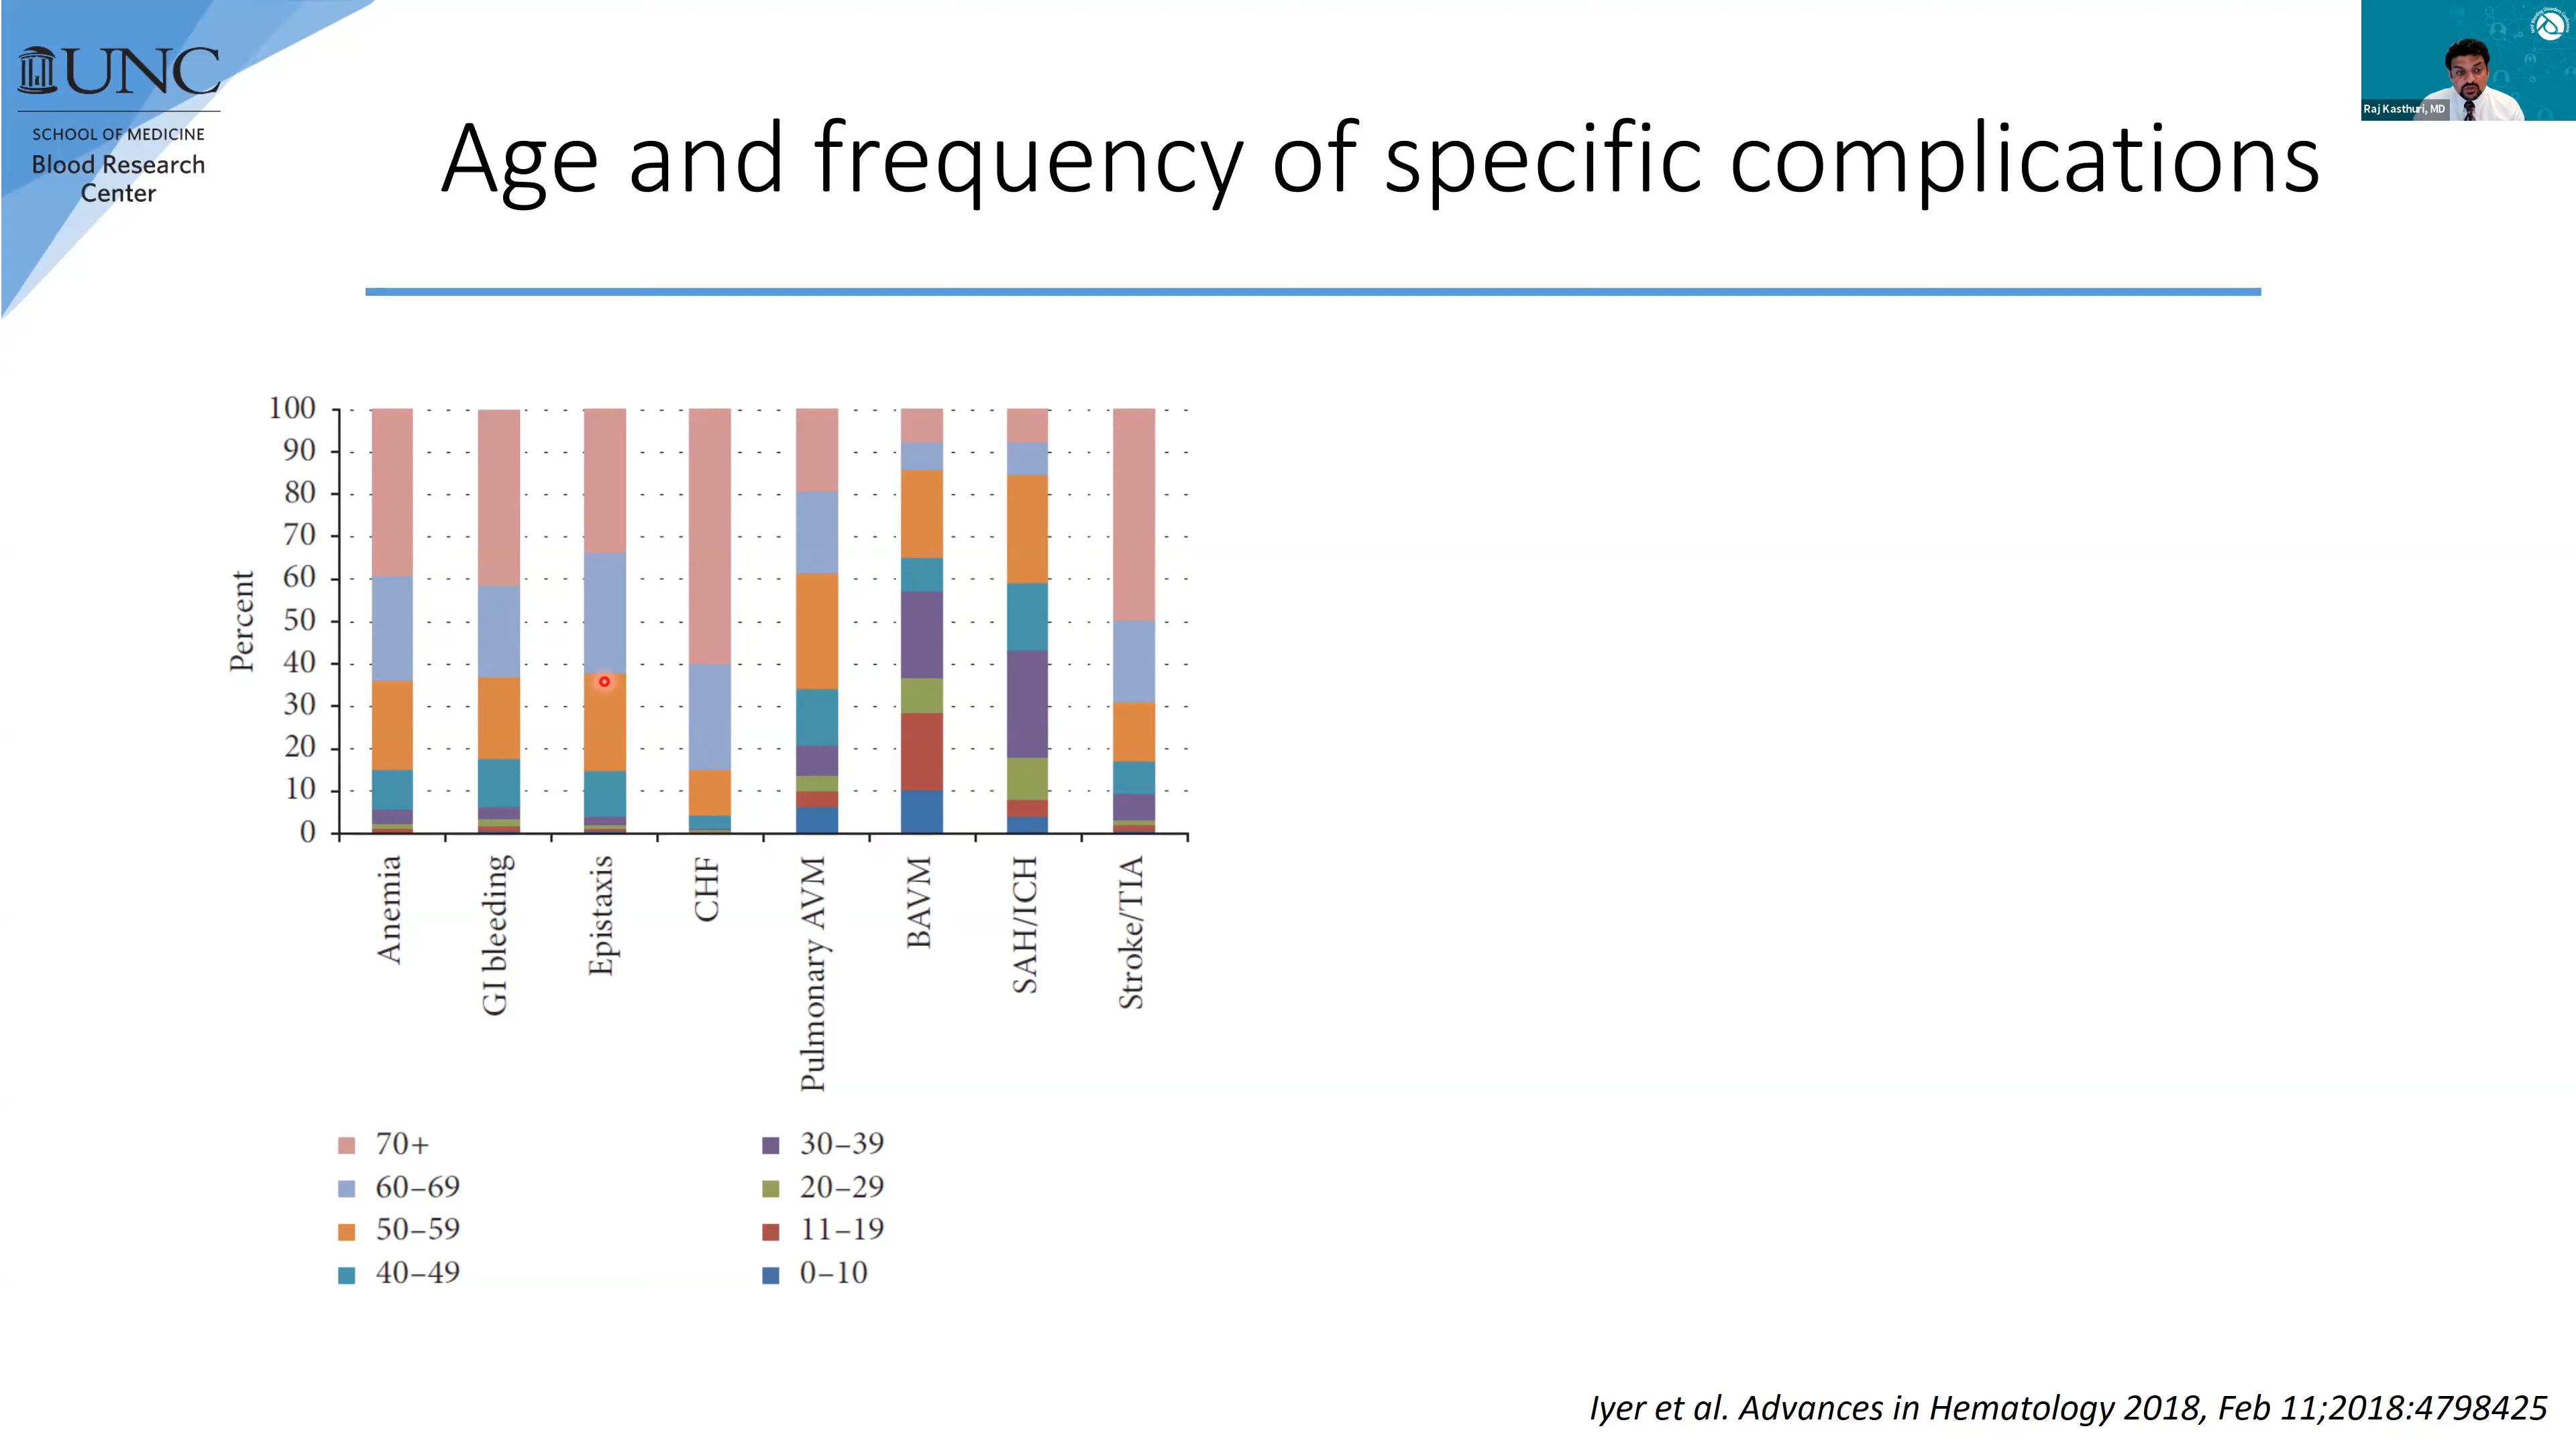 UNC
SCHOOL OF MEDICINE
Blood Research
Center
Raj Kasthuri, MD
Age and frequency of specific complications
Percent
100
90
80
70
60
50
40
30
20
10
0
Anemia
GI bleeding
Epistaxis
CHF
Pulmonary AVM
BAVM
SAH/ICH
Stroke/TIA
70+
60–69
50–59
40–49
30–39
20–29
11–19
0–10
Iyer et al. Advances in Hematology 2018, Feb 11;2018:4798425